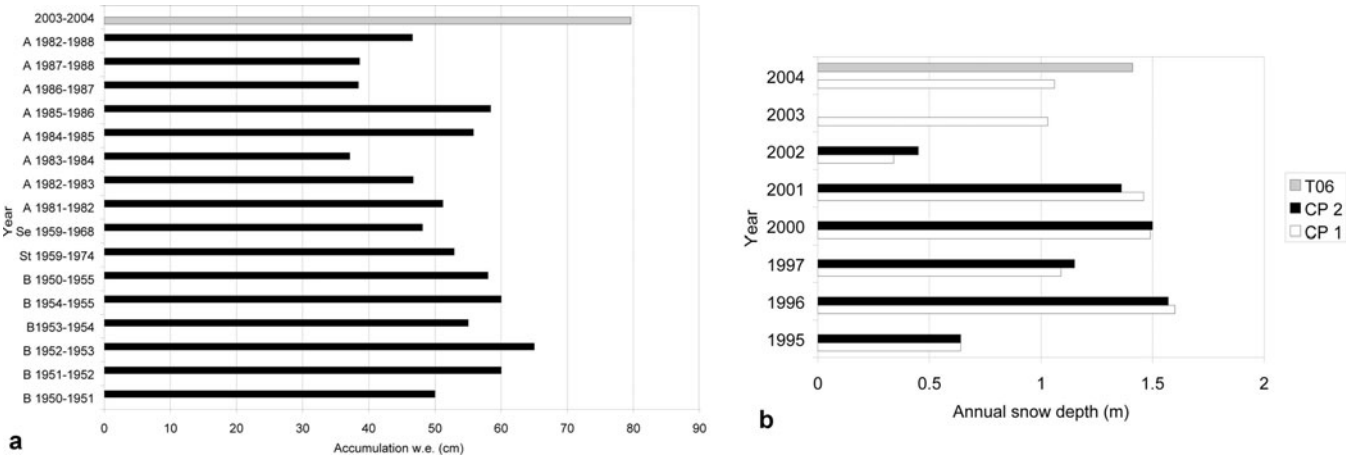 2003-2004
A 1982-1988
A 1987-1988
A 1986-1987
A 1985-1986
A 1984-1985
A 1983-1984
A 1982-1983
A 1981-1982
Se 1959-1968
St 1959-1974
B 1950-1955
B 1954-1955
B1953-1954
B 1952-1953
B 1951-1952
B 1950-1951
Year
0 10 20 30 40 50 60 70 80 90
Accumulation w.e. (cm)
a
2004
2003
2002
2001
2000
1997
1996
1995
Year
0 0.5 1 1.5 2
Annual snow depth (m)
b
T06
CP 2
CP 1